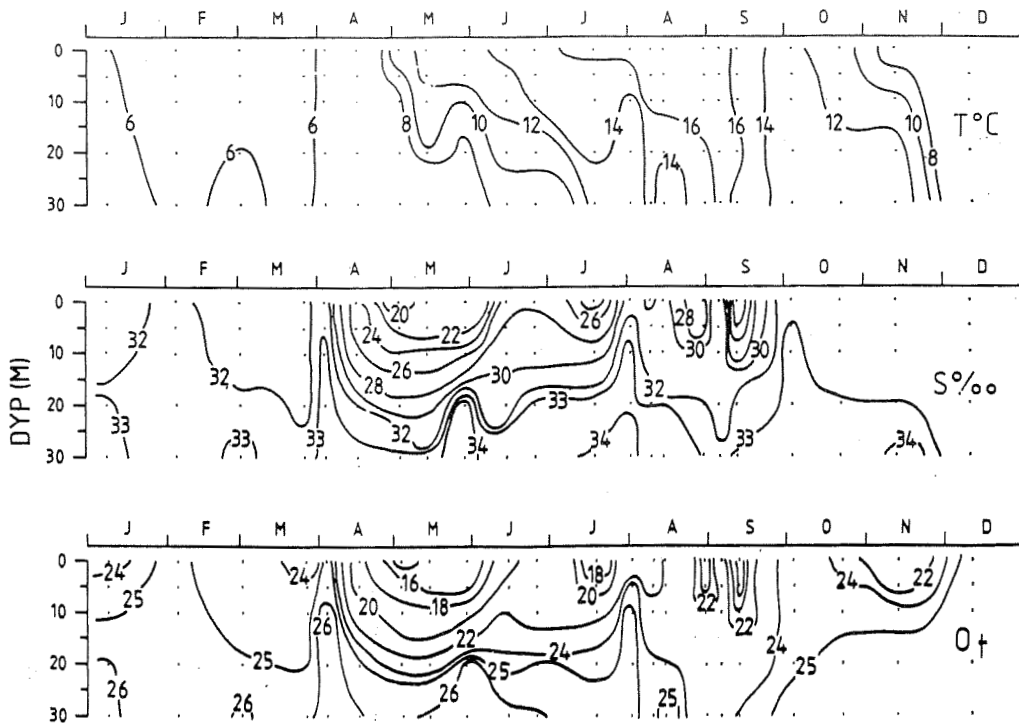 J F M A M J J A S O N D
0
10
20
30
6 6 6 8 10 12 14 14 16 16 14 12 10 8
T°C
J F M A M J J A S O N D
DYP (M)
0
10
20
30
32 33 32 33 33 20 24 22 26 28 30 32 34 33 26 34 28 30 32 30 33 34
S°/oo
J F M A M J J A S O N D
0
10
20
30
24 25 26 25 26 24 26 16 20 18 22 25 26 18 20 24 22 22 25 24 25 24 22
σt